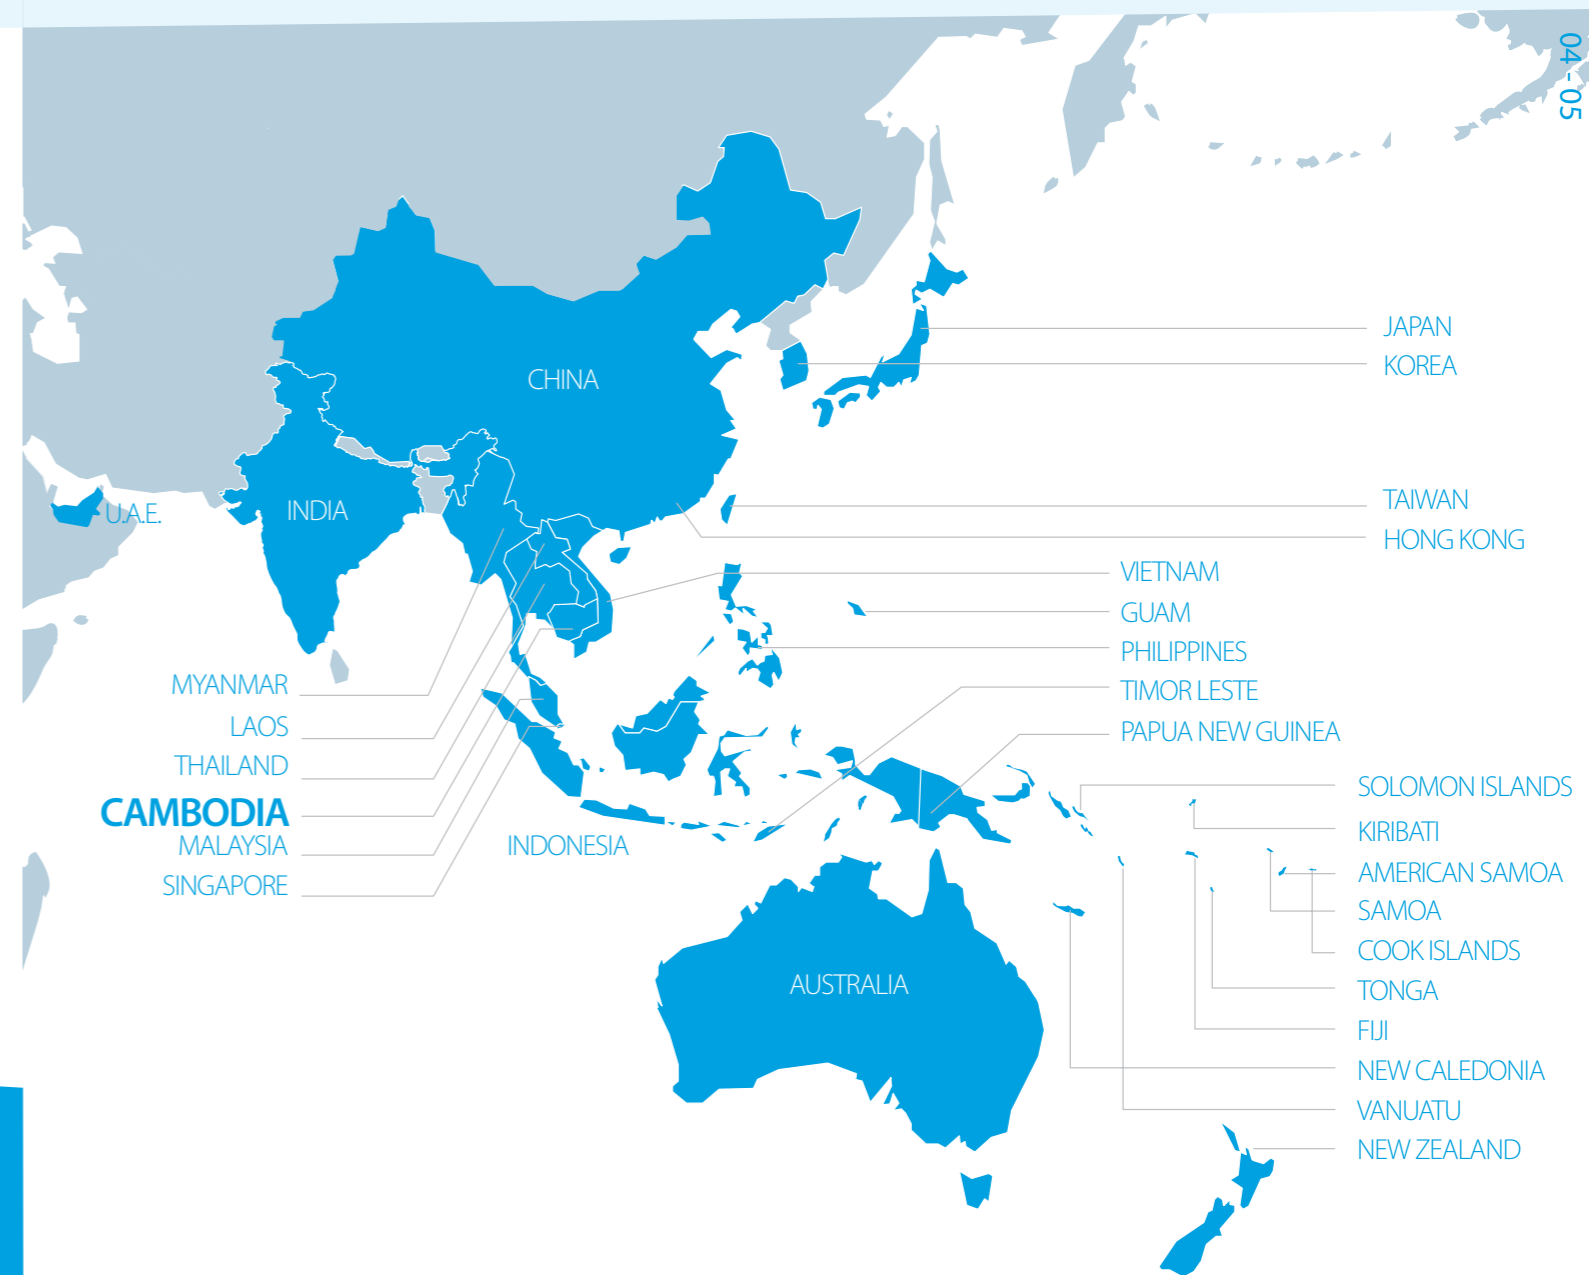 04 - 05
JAPAN
KOREA
CHINA
INDIA
U.A.E.
TAIWAN
HONG KONG
VIETNAM
GUAM
PHILIPPINES
TIMOR LESTE
PAPUA NEW GUINEA
MYANMAR
LAOS
THAILAND
CAMBODIA
MALAYSIA
SINGAPORE
INDONESIA
SOLOMON ISLANDS
KIRIBATI
AMERICAN SAMOA
SAMOA
COOK ISLANDS
TONGA
FIJI
NEW CALEDONIA
VANUATU
NEW ZEALAND
AUSTRALIA